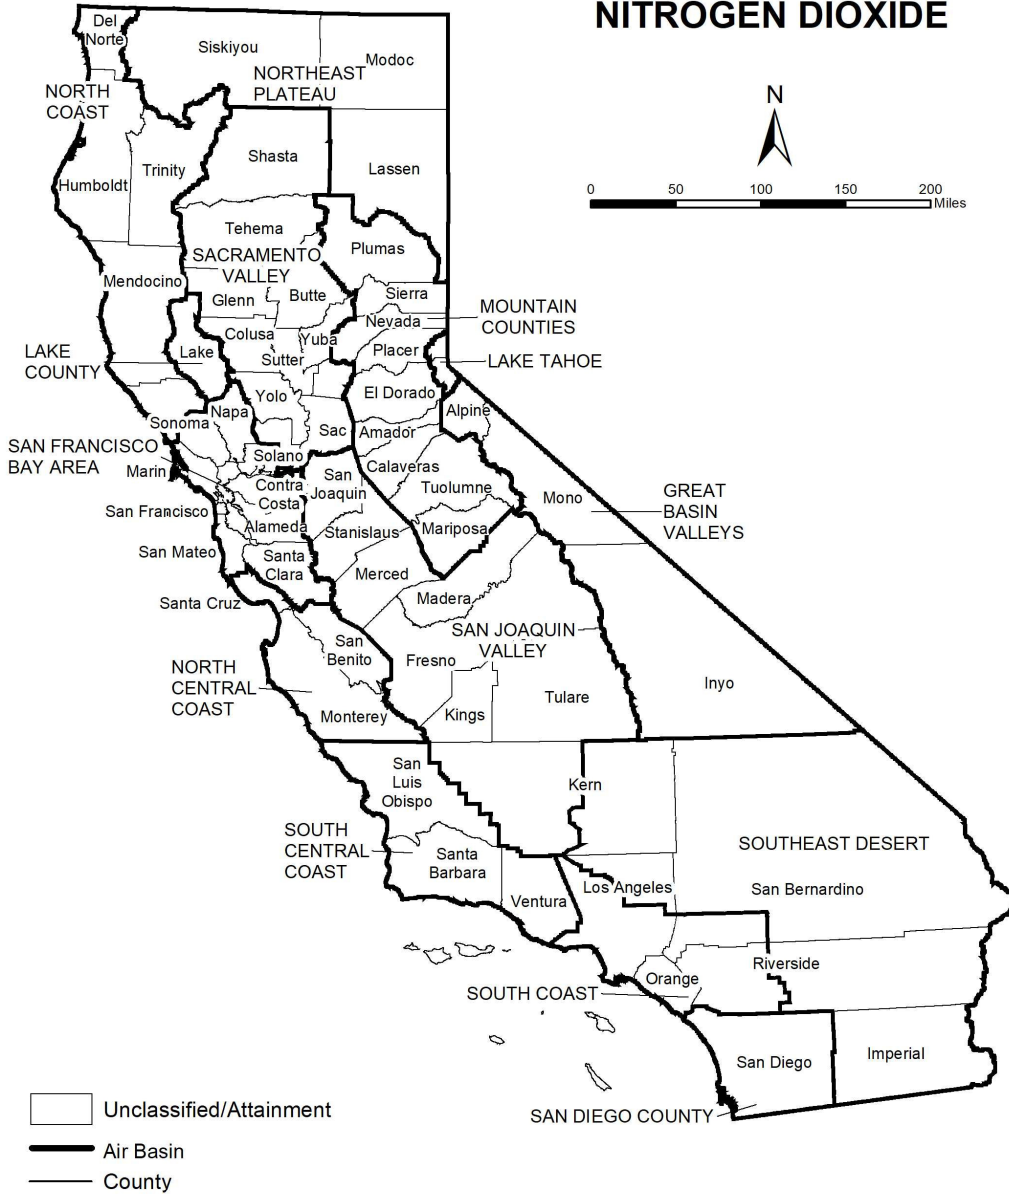 NITROGEN DIOXIDE
Del
Norte
Siskiyou
Modoc
NORTHEAST
PLATEAU
NORTH
COAST
N
Shasta
Trinity
Lassen
Humboldt
0 50 100 150 200
Miles
Tehema
Plumas
SACRAMENTO
VALLEY
Mendocino
Glenn
Butte
Sierra
MOUNTAIN
COUNTIES
Nevada
Colusa
Yuba
Sutter
Placer
LAKE
COUNTY
Lake
LAKE TAHOE
Yolo
El Dorado
Napa
Alpine
Sonoma
Sac
Amador
SAN FRANCISCO
BAY AREA
Solano
Marin
Calaveras
Contra
Costa
San
Joaquin
Tuolumne
Mono
GREAT
BASIN
VALLEYS
San Francisco
Alameda
Stanislaus
Mariposa
San Mateo
Santa
Clara
Merced
Santa Cruz
Madera
SAN JOAQUIN
VALLEY
San
Benito
Fresno
NORTH
CENTRAL
COAST
Inyo
Tulare
Monterey
Kings
San
Luis
Obispo
Kern
SOUTH
CENTRAL
COAST
SOUTHEAST DESERT
Santa
Barbara
Los Angeles
San Bernardino
Ventura
Riverside
Orange
SOUTH COAST
Imperial
San Diego
SAN DIEGO COUNTY
Unclassified/Attainment
Air Basin
County